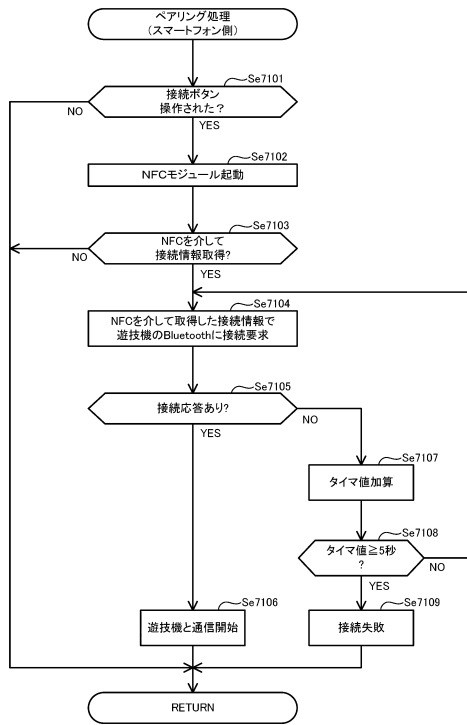 ペアリング処理
(スマートフォン側)
Se7101
接続ボタン
操作された?
NO
YES
Se7102
NFCモジュール起動
Se7103
NFCを介して
接続情報取得?
NO
YES
Se7104
NFCを介して取得した接続情報で
遊技機のBluetoothに接続要求
Se7105
接続応答あり?
NO
YES
Se7107
タイマ値加算
Se7108
タイマ値≧5秒
?
NO
YES
Se7106
遊技機と通信開始
Se7109
接続失敗
RETURN